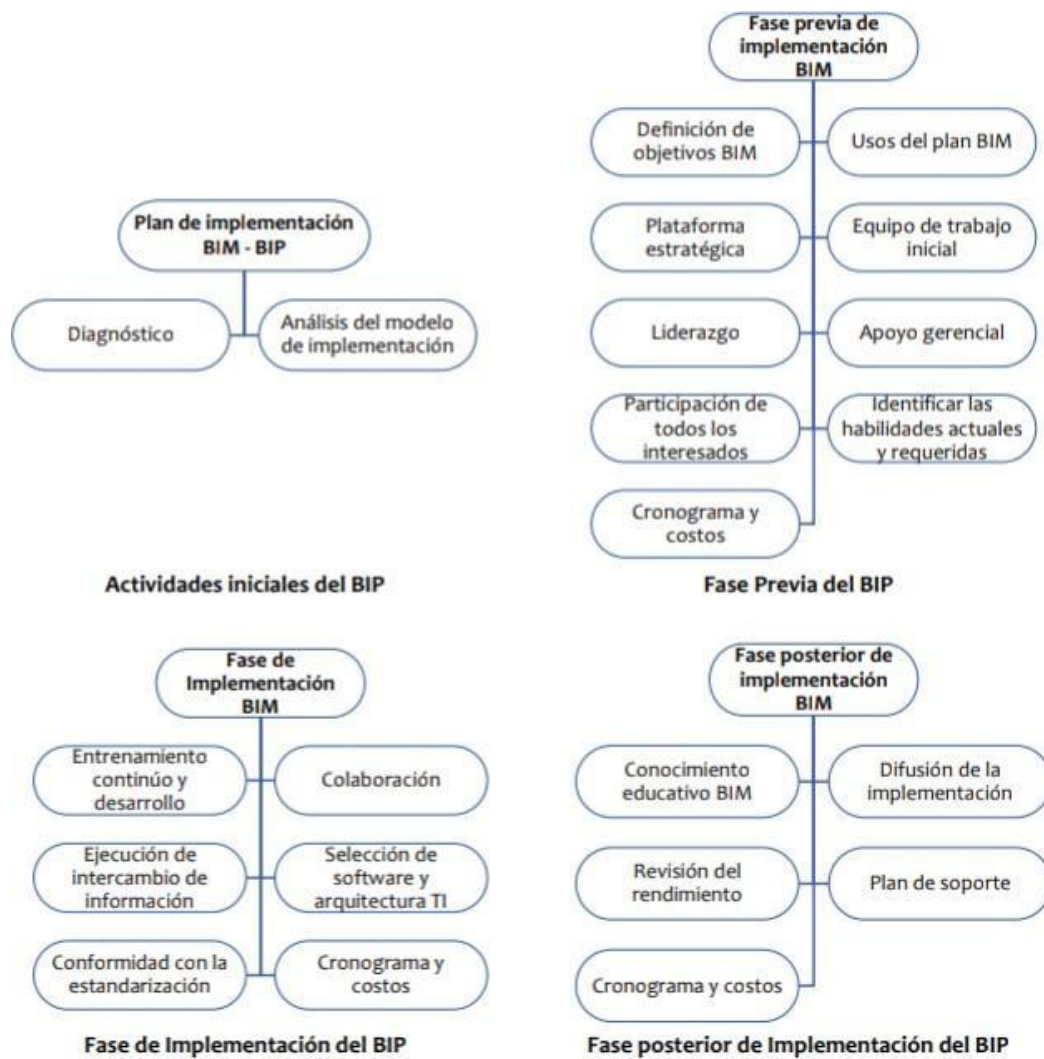 Fase previa de
implementación
BIM
Definición de
objetivos BIM
Usos del plan BIM
Plataforma
estratégica
Equipo de trabajo
inicial
Liderazgo
Apoyo gerencial
Participación de
todos los
interesados
Identificar las
habilidades actuales
y requeridas
Cronograma y
costos
Plan de implementación
BIM - BIP
Diagnóstico
Análisis del modelo
de implementación
Actividades iniciales del BIP
Fase Previa del BIP
Fase de
Implementación
BIM
Entrenamiento
continúo y
desarrollo
Colaboración
Ejecución de
intercambio de
información
Selección de
software y
arquitectura TI
Conformidad con la
estandarización
Cronograma y
costos
Fase de Implementación del BIP
Fase posterior de
implementación
BIM
Conocimiento
educativo BIM
Difusión de la
implementación
Revisión del
rendimiento
Plan de soporte
Cronograma y costos
Fase posterior de Implementación del BIP